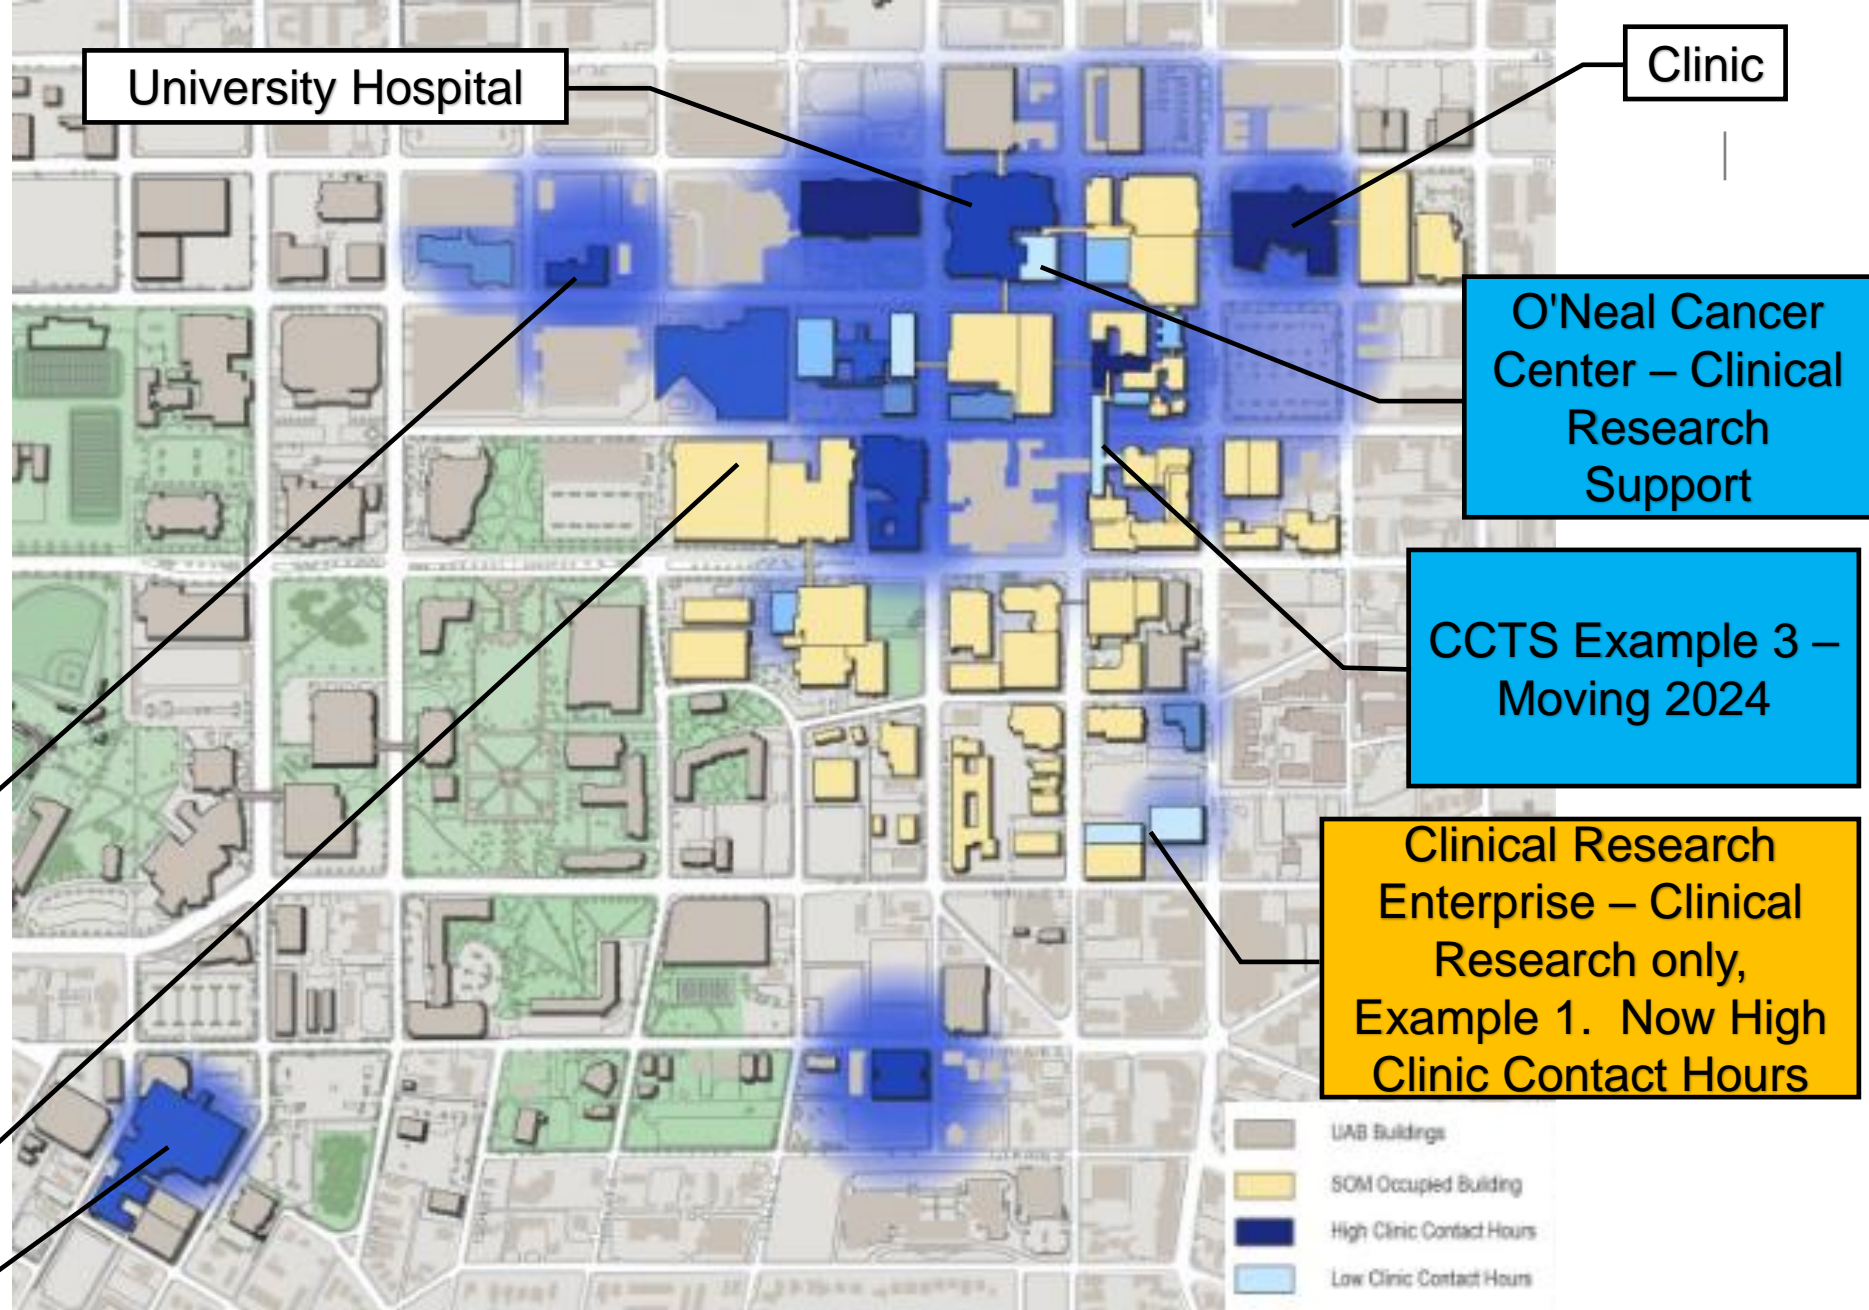 University Hospital
Clinic
O'Neal Cancer
Center – Clinical
Research
Support
CCTS Example 3 –
Moving 2024
Clinical Research
Enterprise – Clinical
Research only,
Example 1.  Now High
Clinic Contact Hours
UAB Buildings
SOM Occupied Building
High Clinic Contact Hours
Low Clinic Contact Hours